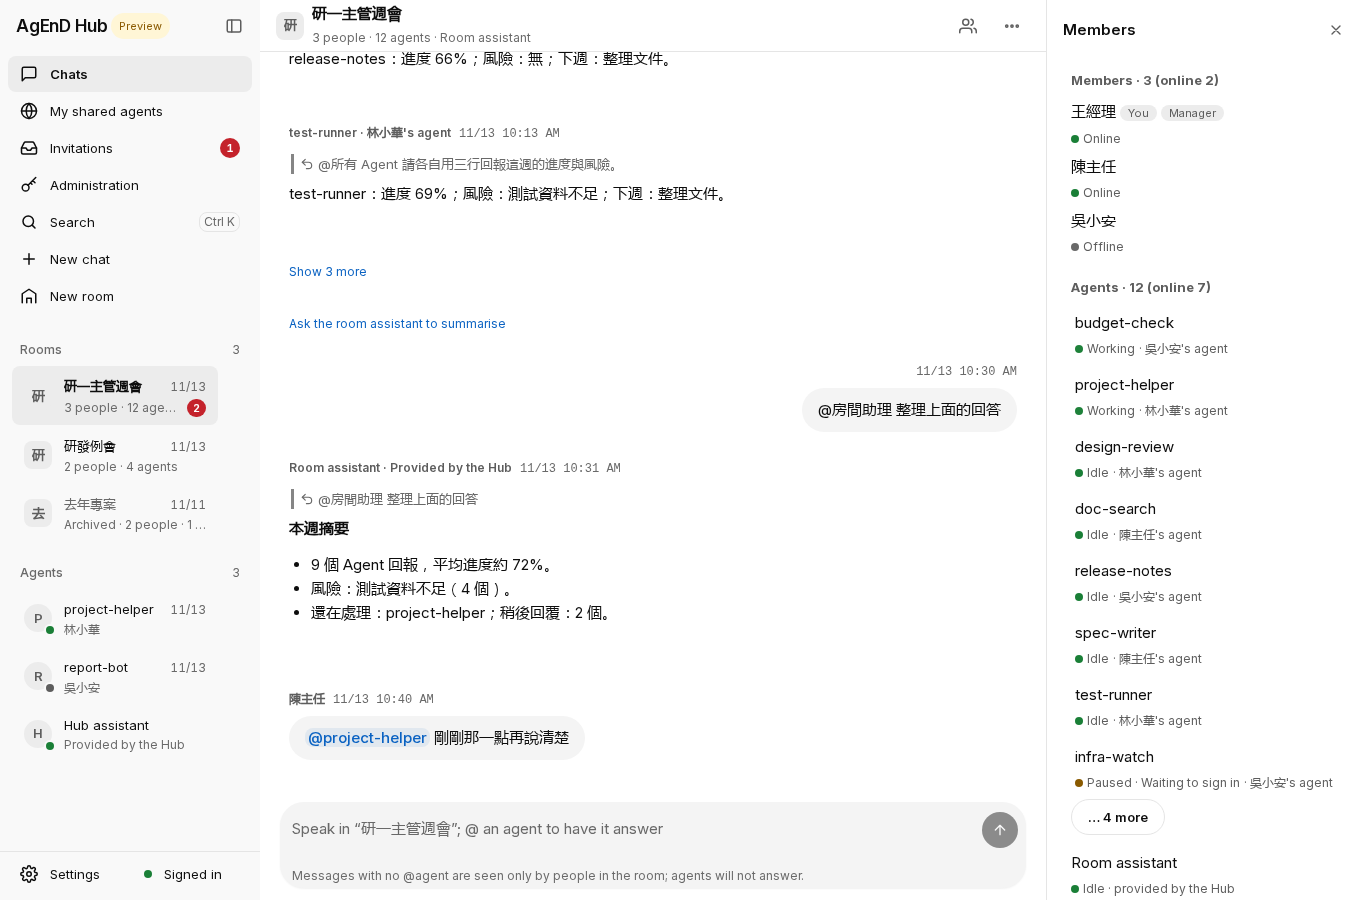 AgEnD Hub Preview
Chats
My shared agents
Invitations 1
Administration
Search Ctrl K
New chat
New room
Rooms 3
研 研一主管週會 11/13
3 people · 12 age… 2
研 研發例會 11/13
2 people · 4 agents
去 去年專案 11/11
Archived · 2 people · 1 …
Agents 3
P project-helper 11/13
林小華
R report-bot 11/13
吳小安
H Hub assistant
Provided by the Hub
Settings Signed in
研 研一主管週會
3 people · 12 agents · Room assistant
release-notes：進度 66%；風險：無；下週：整理文件。
test-runner · 林小華's agent 11/13 10:13 AM
@所有 Agent 請各自用三行回報這週的進度與風險。
test-runner：進度 69%；風險：測試資料不足；下週：整理文件。
Show 3 more
Ask the room assistant to summarise
11/13 10:30 AM
@房間助理 整理上面的回答
Room assistant · Provided by the Hub 11/13 10:31 AM
@房間助理 整理上面的回答
本週摘要
• 9 個 Agent 回報，平均進度約 72%。
• 風險：測試資料不足（4 個）。
• 還在處理：project-helper；稍後回覆：2 個。
陳主任 11/13 10:40 AM
@project-helper 剛剛那一點再說清楚
Speak in “研一主管週會”; @ an agent to have it answer
Messages with no @agent are seen only by people in the room; agents will not answer.
Members
Members · 3 (online 2)
王經理 You Manager
Online
陳主任
Online
吳小安
Offline
Agents · 12 (online 7)
budget-check
Working · 吳小安's agent
project-helper
Working · 林小華's agent
design-review
Idle · 林小華's agent
doc-search
Idle · 陳主任's agent
release-notes
Idle · 吳小安's agent
spec-writer
Idle · 陳主任's agent
test-runner
Idle · 林小華's agent
infra-watch
Paused · Waiting to sign in · 吳小安's agent
… 4 more
Room assistant
Idle · provided by the Hub